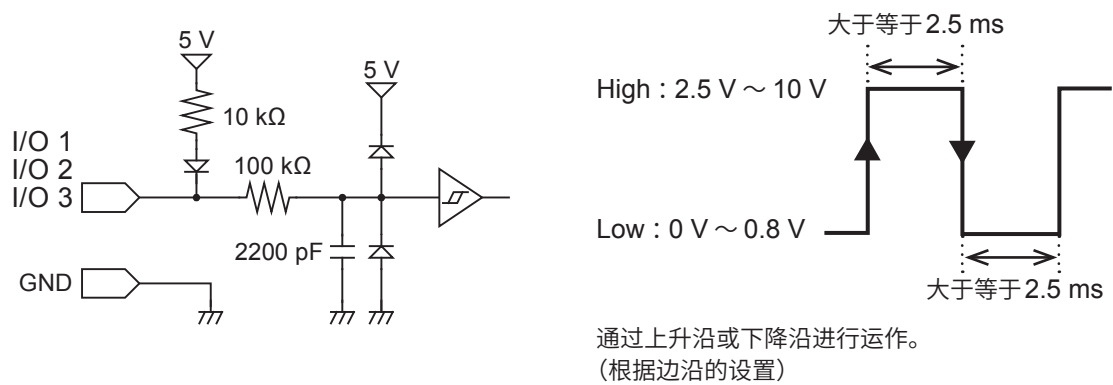 5 V
10 kΩ
5 V
I/O 1
I/O 2
I/O 3
100 kΩ
2200 pF
GND
大于等于2.5 ms
High : 2.5 V ～ 10 V
Low : 0 V ～ 0.8 V
大于等于2.5 ms
通过上升沿或下降沿进行运作。
（根据边沿的设置）